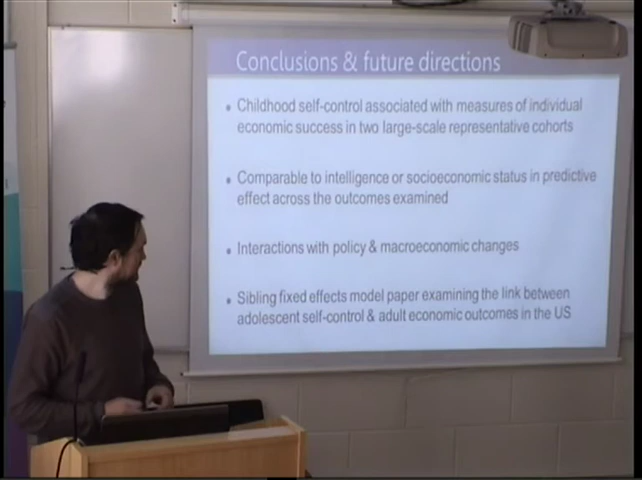 Conclusions & future directions
• Childhood self-control associated with measures of individual
economic success in two large-scale representative cohorts
• Comparable to intelligence or socioeconomic status in predictive
effect across the outcomes examined
• Interactions with policy & macroeconomic changes
• Sibling fixed effects model paper examining the link between
adolescent self-control & adult economic outcomes in the US